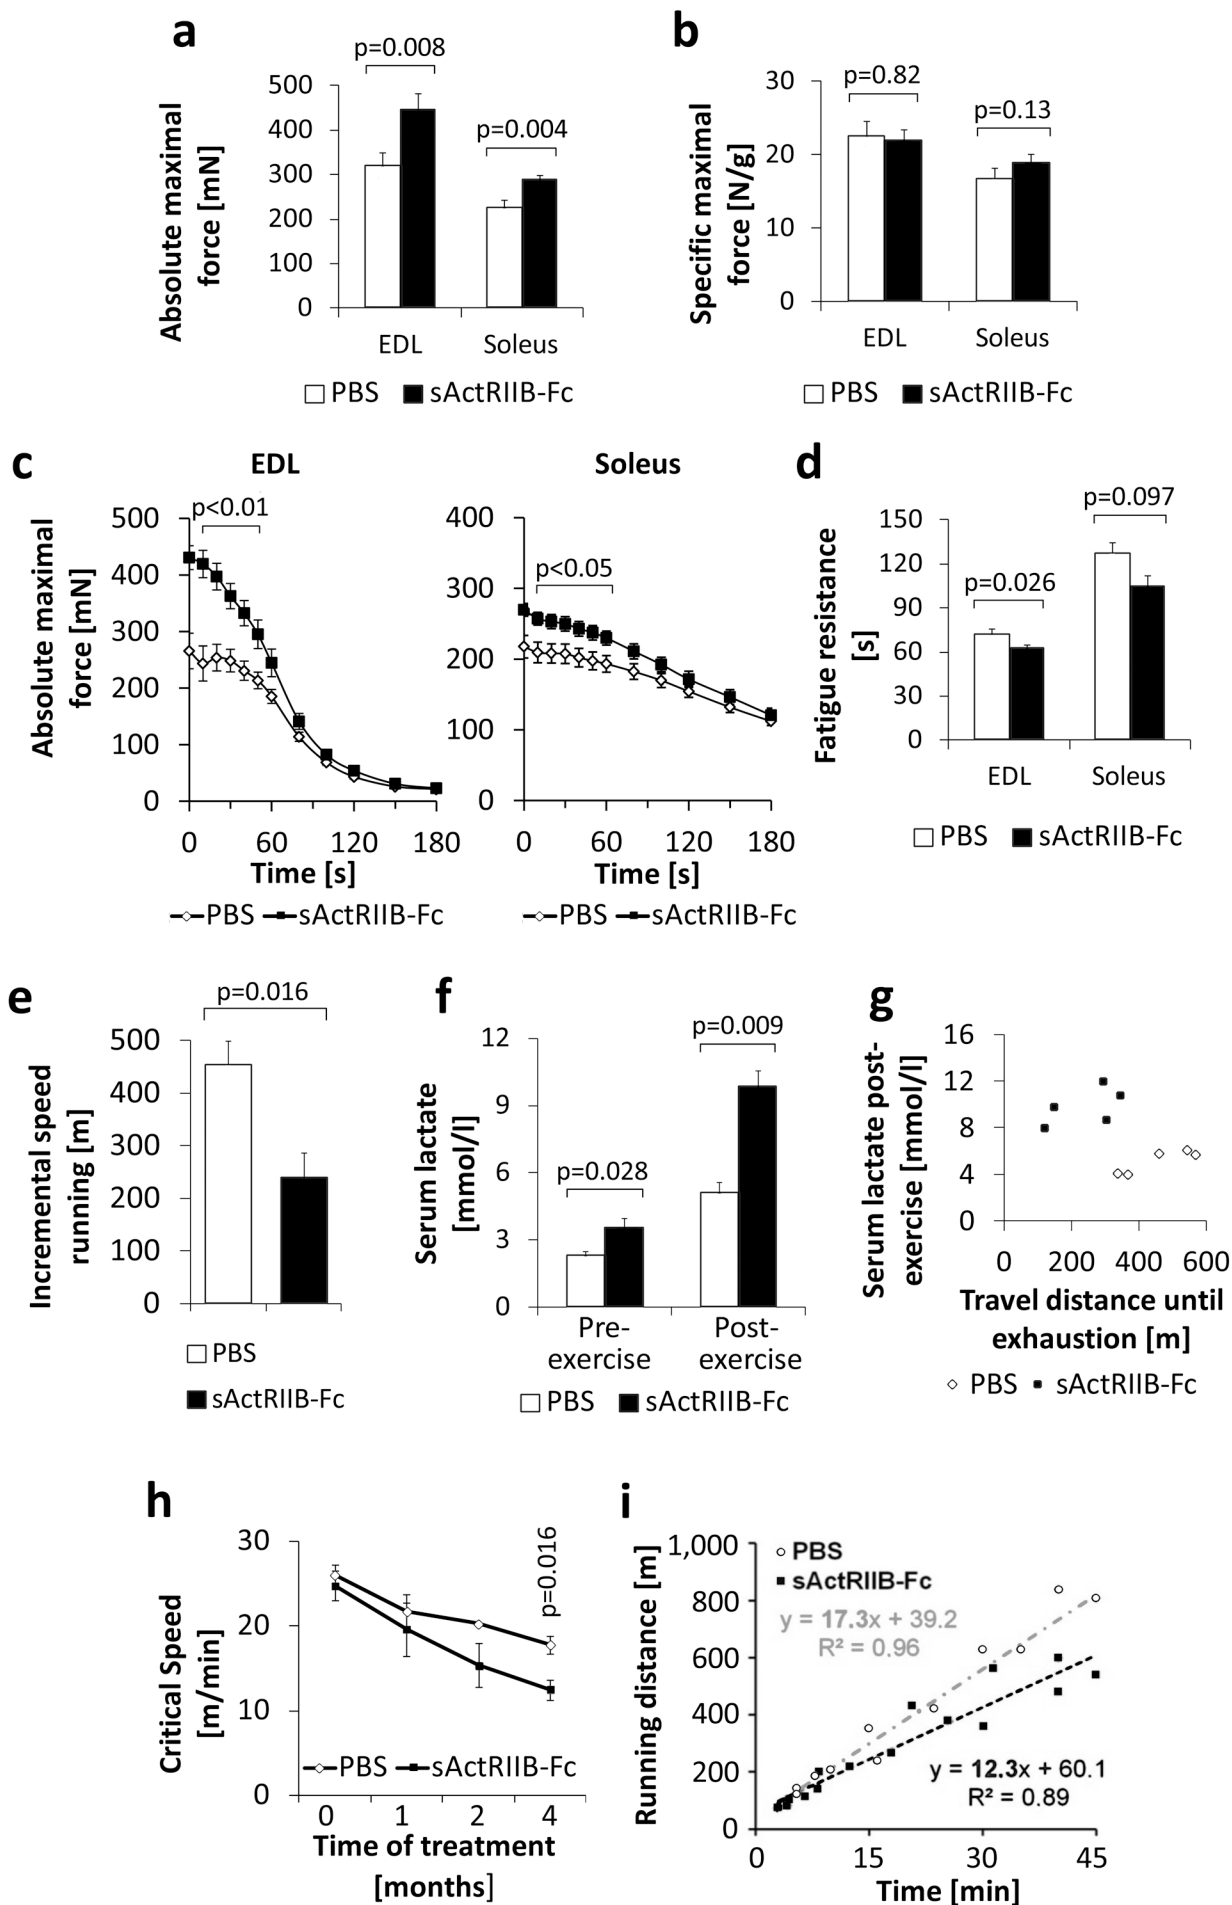 a
p=0.008
Absolute maximal
force [mN]
500
400
300
200
100
0
p=0.004
EDL
Soleus
PBS
sActRIIB-Fc
b
p=0.82
Specific maximal
force [N/g]
30
20
10
0
p=0.13
EDL
Soleus
PBS
sActRIIB-Fc
c
EDL
Absolute maximal
force [mN]
p<0.01
500
400
300
200
100
0
0
60
120
180
Time [s]
PBS
sActRIIB-Fc
Soleus
400
300
200
100
0
p<0.05
0
60
120
180
Time [s]
PBS
sActRIIB-Fc
d
p=0.097
Fatigue resistance
[s]
150
120
90
60
30
0
p=0.026
EDL
Soleus
PBS
sActRIIB-Fc
e
p=0.016
Incremental speed
running [m]
500
400
300
200
100
0
PBS
sActRIIB-Fc
f
Serum lactate
[mmol/l]
12
9
6
3
0
p=0.009
p=0.028
Pre-
exercise
Post-
exercise
PBS
sActRIIB-Fc
g
Serum lactate post-
exercise [mmol/l]
16
12
8
4
0
0
200
400
600
Travel distance until
exhaustion [m]
PBS
sActRIIB-Fc
h
Critical Speed
[m/min]
30
20
10
0
p=0.016
PBS
sActRIIB-Fc
0
1
2
4
Time of treatment
[months]
i
Running distance [m]
1,000
800
600
400
200
0
PBS
sActRIIB-Fc
y = 17.3x + 39.2
R² = 0.96
y = 12.3x + 60.1
R² = 0.89
0
15
30
45
Time [min]